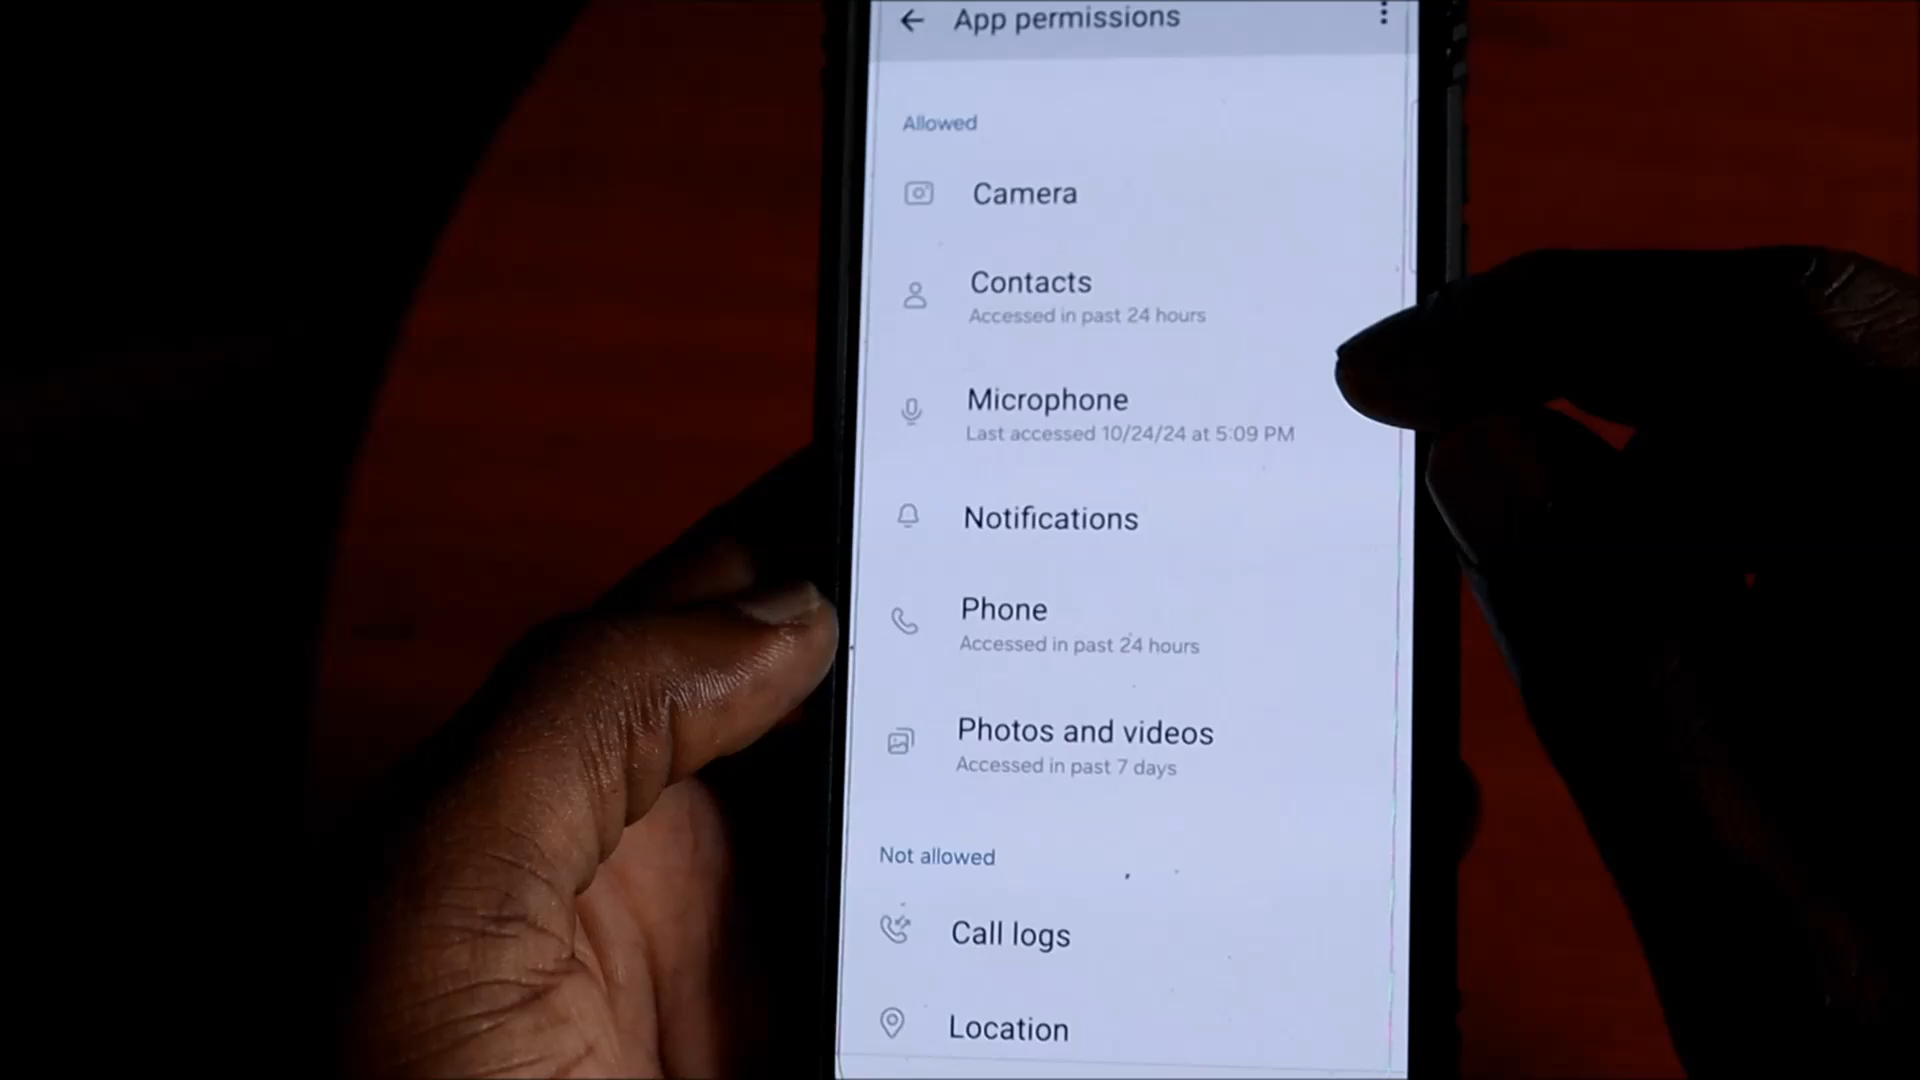 App permissions
Allowed
Camera
Contacts
Accessed in past 24 hours
Microphone
Last accessed 10/24/24 at 5:09 PM
Notifications
Phone
Accessed in past 24 hours
Photos and videos
Accessed in past 7 days
Not allowed
Call logs
Location